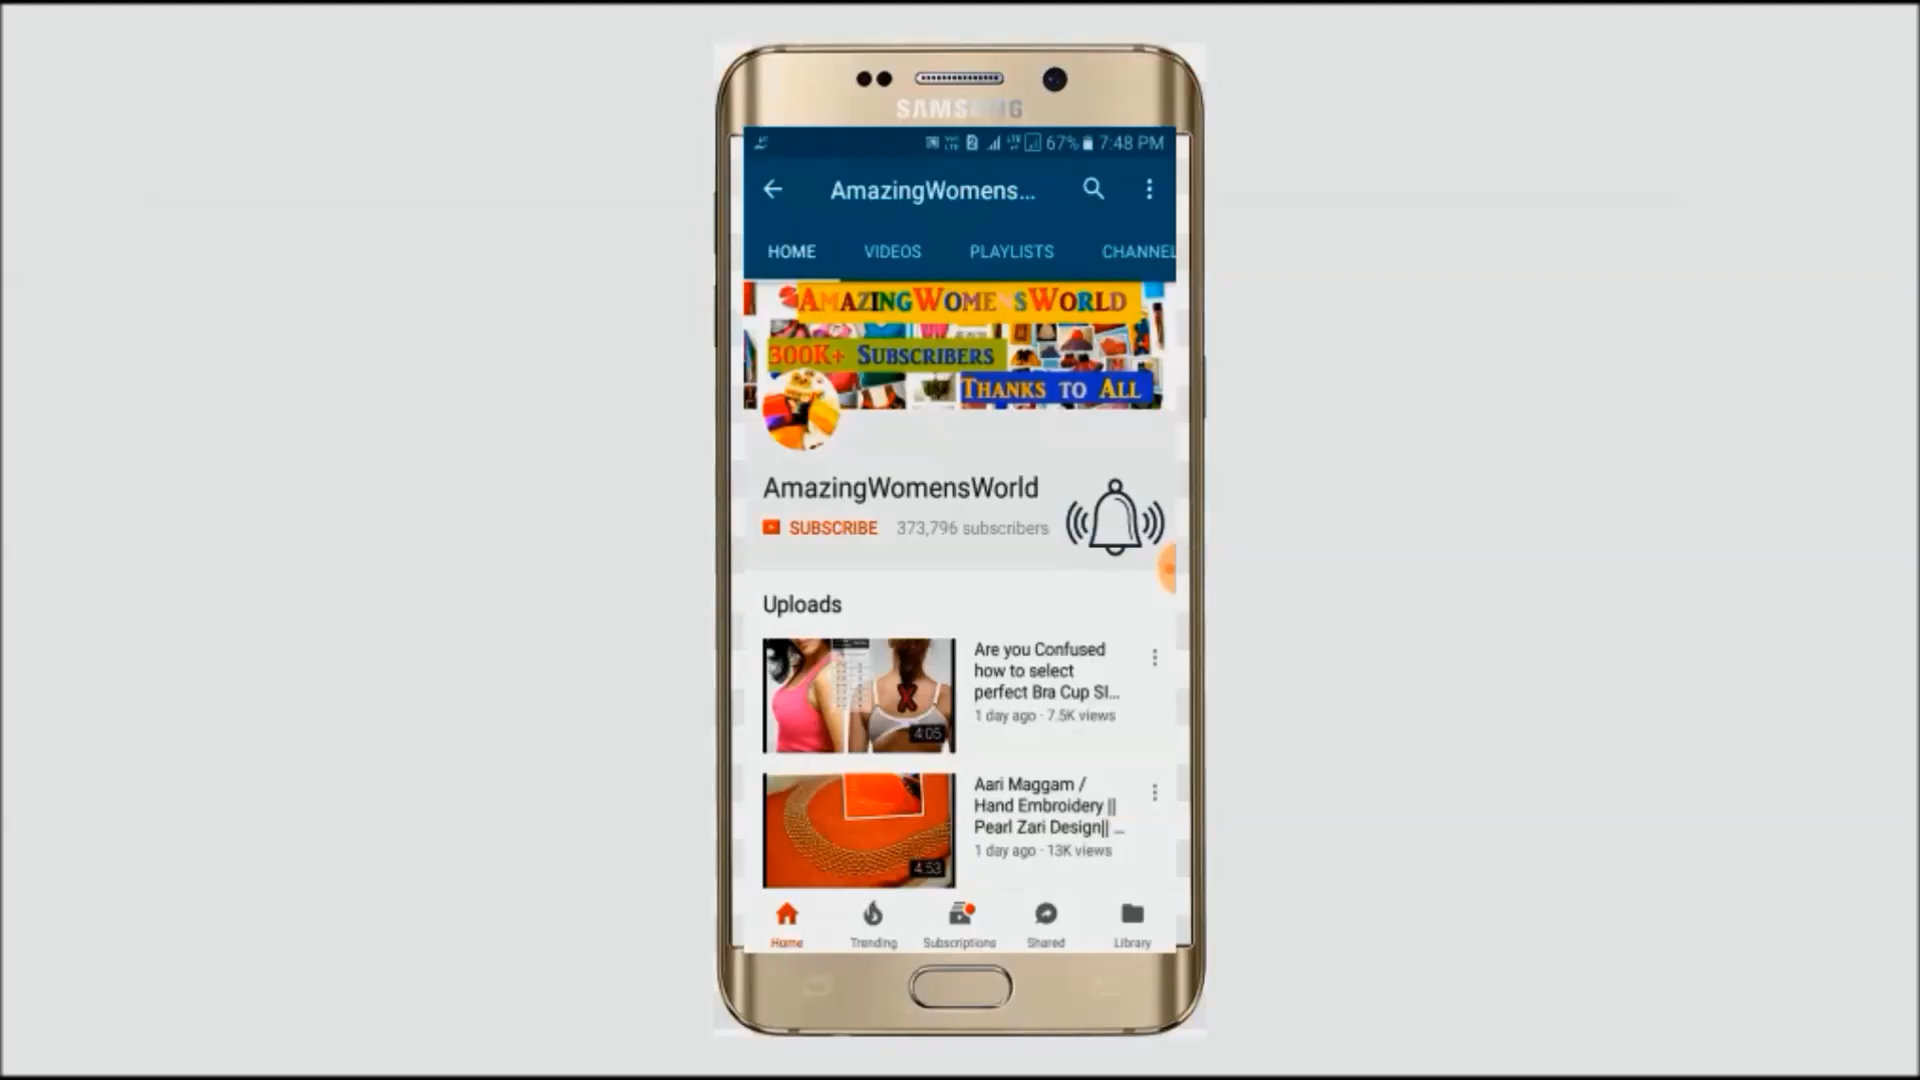 SAMSUNG
67% 7:48 PM
AmazingWomens...
HOME VIDEOS PLAYLISTS CHANNEL
AMAZINGWOMENSWORLD
300K+ SUBSCRIBERS
THANKS TO ALL
AmazingWomensWorld
SUBSCRIBE 373,796 subscribers
Uploads
Are you Confused
how to select
perfect Bra Cup SI...
1 day ago · 7.5K views
4:05
Aari Maggam /
Hand Embroidery ||
Pearl Zari Design|| ...
1 day ago · 13K views
4:53
Home Trending Subscriptions Shared Library